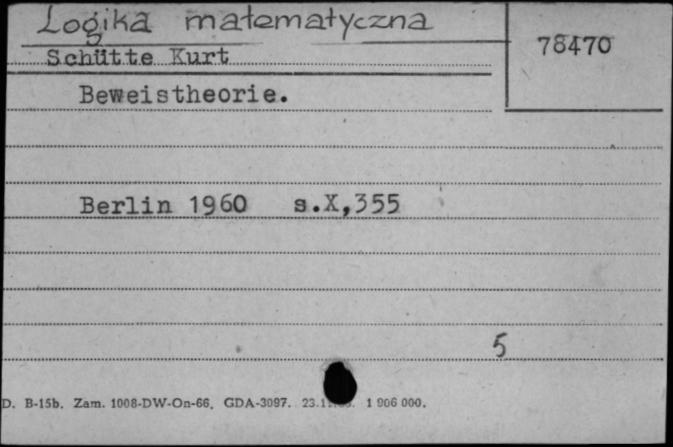 Logika matematyczna
78470
Schütte Kurt
Beweistheorie.
Berlin 1960 s.X,355
5
D. B-15b. Zam. 1008-DW-On-66. GDA-3097. 1 906 000.